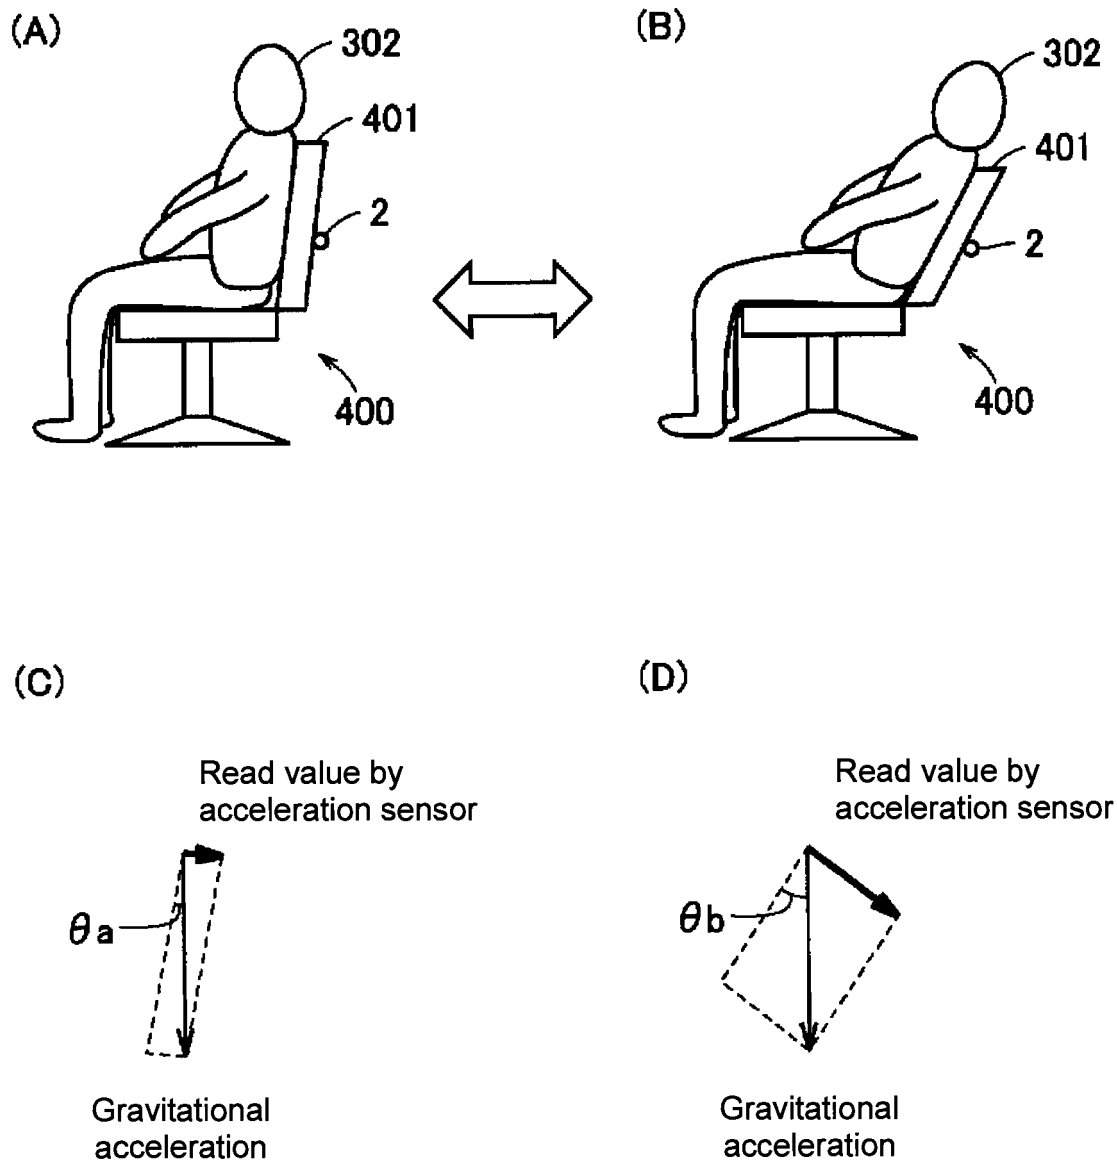 (A)
302
401
2
400
(B)
302
401
2
400
(C)
Read value by
acceleration sensor
θa
Gravitational
acceleration
(D)
Read value by
acceleration sensor
θb
Gravitational
acceleration